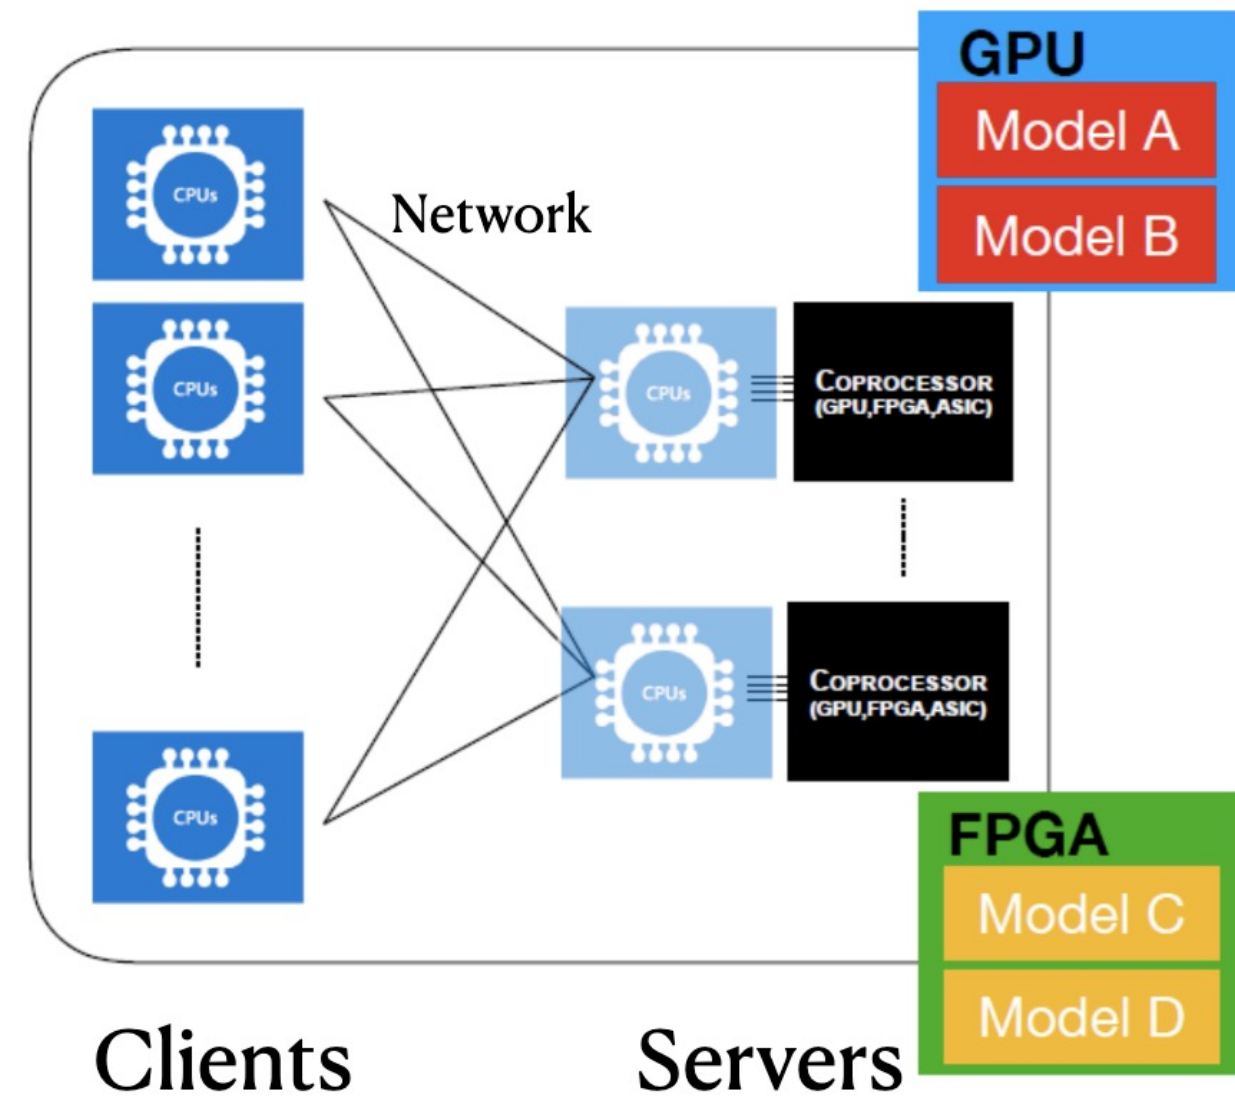 GPU
Model A
Model B
CPUs
Network
CPUs
CPUs
COPROCESSOR
(GPU,FPGA,ASIC)
CPUs
COPROCESSOR
(GPU,FPGA,ASIC)
CPUs
FPGA
Model C
Model D
Clients
Servers